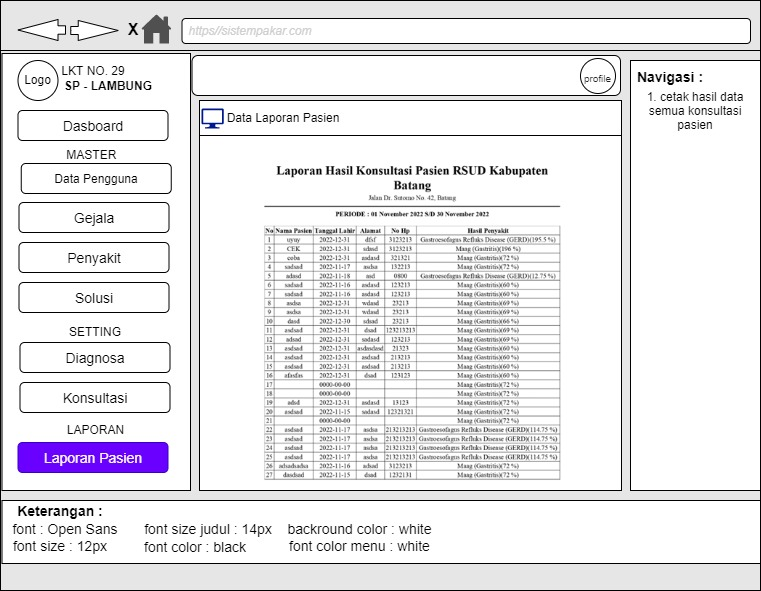 X
https//sistempakar.com
Logo
LKT NO. 29
SP - LAMBUNG
profile
Dasboard
MASTER
Data Pengguna
Gejala
Penyakit
Solusi
SETTING
Diagnosa
Konsultasi
LAPORAN
Laporan Pasien
Data Laporan Pasien
Laporan Hasil Konsultasi Pasien RSUD Kabupaten
Batang
Jalan Dr. Sutomo No. 42, Batang
PERIODE : 01 November 2022 S/D 30 November 2022
No Nama Pasien Tanggal Lahir Alamat No Hp Hasil Penyakit
1 uyuy 2022-12-31 dfsf 3123213 Gastroesofagus Refluks Disease (GERD)(195.5 %)
2 CEK 2022-12-31 sdasd 3123213 Maag (Gastritis)(196 %)
3 coba 2022-12-31 asdasd 321321 Maag (Gastritis)(72 %)
4 sadsad 2022-11-17 asdsa 132213 Maag (Gastritis)(72 %)
5 adasd 2022-11-18 asd 0800 Gastroesofagus Refluks Disease (GERD)(12.75 %)
6 sadsad 2022-11-16 asdasd 123213 Maag (Gastritis)(60 %)
7 sadsad 2022-11-16 asdasd 123213 Maag (Gastritis)(60 %)
8 asdsa 2022-12-31 wdasd 23213 Maag (Gastritis)(69 %)
9 asdsa 2022-12-31 wdasd 23213 Maag (Gastritis)(69 %)
10 dasd 2022-12-30 sdsad 23213 Maag (Gastritis)(66 %)
11 asdsad 2022-12-31 dsad 123213213 Maag (Gastritis)(69 %)
12 adsad 2022-12-31 sadasd 123213 Maag (Gastritis)(69 %)
13 asdsad 2022-12-31 asdasdasd 21323 Maag (Gastritis)(60 %)
14 asdsad 2022-12-31 asdasd 213213 Maag (Gastritis)(60 %)
15 asdsad 2022-12-31 asdasd 213213 Maag (Gastritis)(60 %)
16 afasfas 2022-12-31 dsad 123123 Maag (Gastritis)(72 %)
17 0000-00-00 Maag (Gastritis)(72 %)
18 0000-00-00 Maag (Gastritis)(72 %)
19 adsd 2022-12-31 asdasd 13123 Maag (Gastritis)(72 %)
20 asdsad 2022-11-15 sadasd 12321321 Maag (Gastritis)(72 %)
21 0000-00-00 Maag (Gastritis)(72 %)
22 asdsad 2022-11-17 asdsa 213213213 Gastroesofagus Refluks Disease (GERD)(114.75 %)
23 asdsad 2022-11-17 asdsa 213213213 Gastroesofagus Refluks Disease (GERD)(114.75 %)
24 asdsad 2022-11-17 asdsa 213213213 Gastroesofagus Refluks Disease (GERD)(114.75 %)
25 asdsad 2022-11-17 asdsa 213213213 Gastroesofagus Refluks Disease (GERD)(114.75 %)
26 adsadsadsa 2022-11-16 adsad 3123213 Maag (Gastritis)(72 %)
27 dasdsad 2022-11-15 dsad 1232131 Maag (Gastritis)(72 %)
Navigasi :
1. cetak hasil data
semua konsultasi
pasien
Keterangan :
font : Open Sans font size judul : 14px backround color : white
font size : 12px font color : black font color menu : white